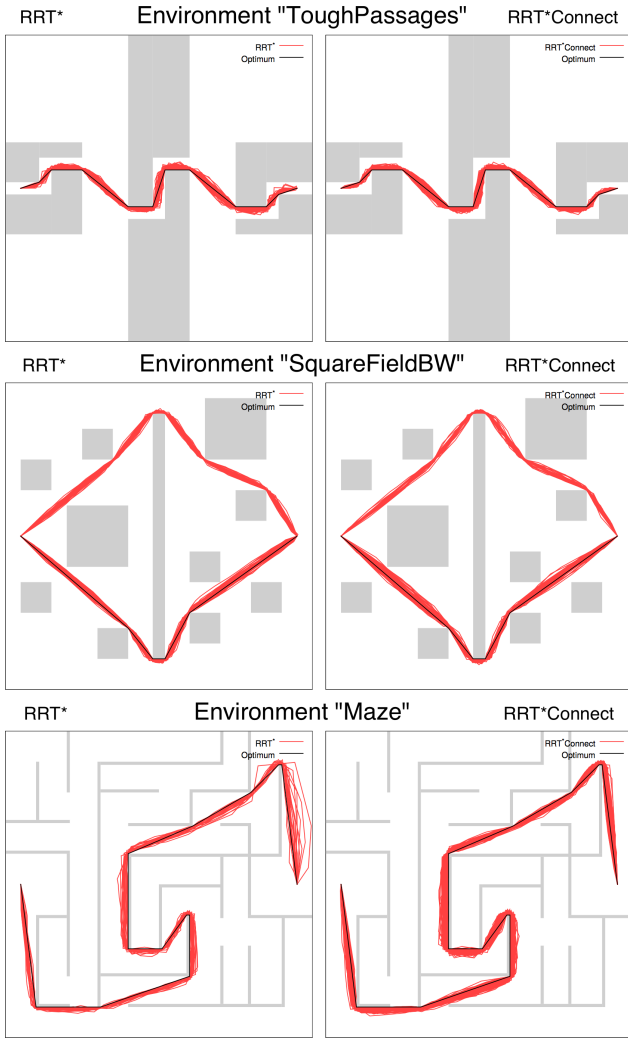 RRT* Environment "ToughPassages" RRT*Connect
RRT*
Optimum
RRT*Connect
Optimum
RRT* Environment "SquareFieldBW" RRT*Connect
RRT*
Optimum
RRT*Connect
Optimum
RRT* Environment "Maze" RRT*Connect
RRT*
Optimum
RRT*Connect
Optimum